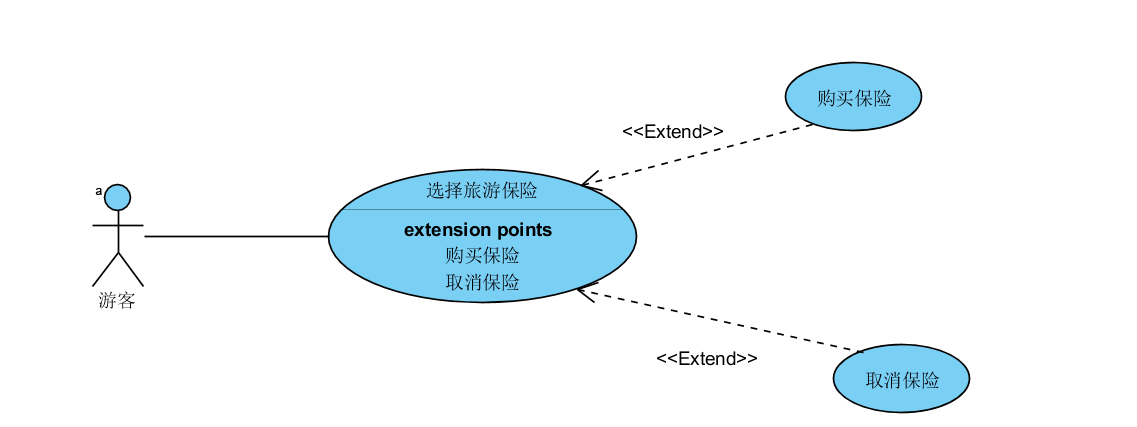 购买保险
<<Extend>>
a
游客
选择旅游保险
extension points
购买保险
取消保险
<<Extend>>
取消保险